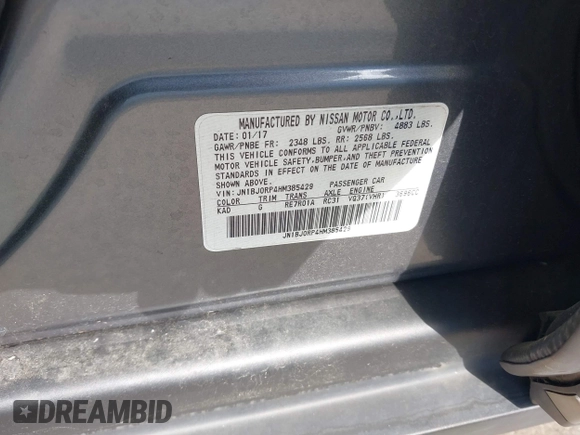 MANUFACTURED BY NISSAN MOTOR CO.,LTD.
DATE: 01/17 GVWR/PNBV: 4883 LBS.
GAWR/PNBE FR: 2348 LBS. RR: 2568 LBS.
THIS VEHICLE CONFORMS TO ALL APPLICABLE FEDERAL
MOTOR VEHICLE SAFETY,BUMPER,AND THEFT PREVENTION
STANDARDS IN EFFECT ON THE DATE OF MANUFACTURE
SHOWN ABOVE.
VIN: JN1BJ0RP4HM385429 PASSENGER CAR
COLOR TRIM TRANS AXLE ENGINE
KAD G RE7R01A RC31 VQ37(VHR) 3696CC
JN1BJ0RP4HM385429
DREAMBID